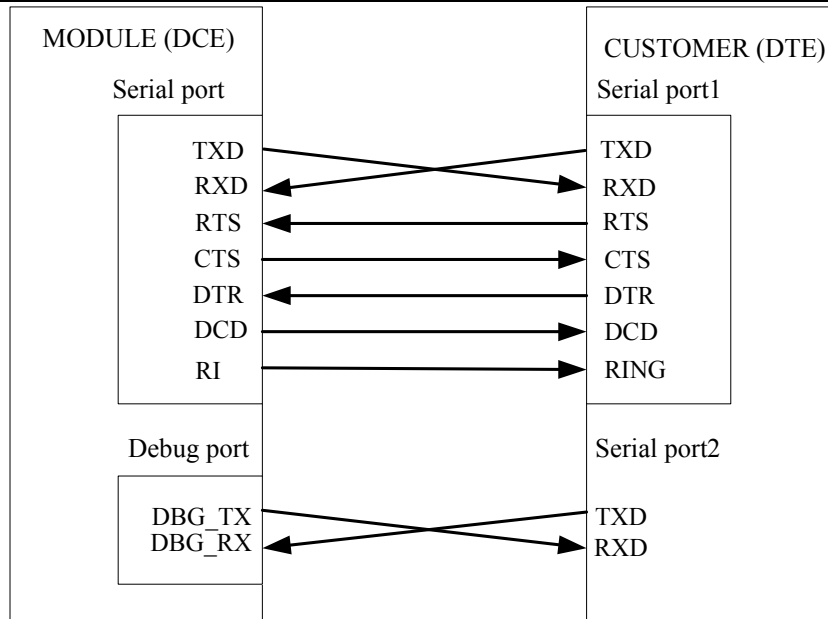 MODULE (DCE)
Serial port
TXD
RXD
RTS
CTS
DTR
DCD
RI
Debug port
DBG_TX
DBG_RX
CUSTOMER (DTE)
Serial port1
TXD
RXD
RTS
CTS
DTR
DCD
RING
Serial port2
TXD
RXD